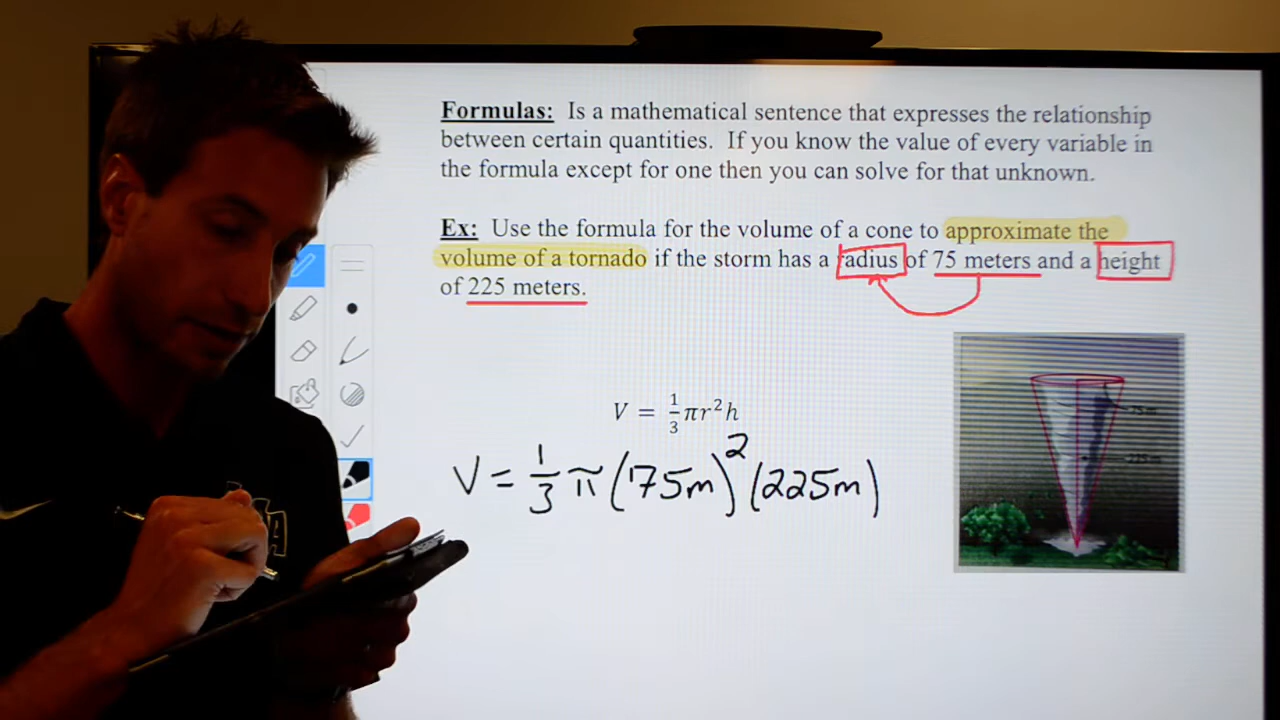 Formulas: Is a mathematical sentence that expresses the relationship
between certain quantities. If you know the value of every variable in
the formula except for one then you can solve for that unknown.
Ex: Use the formula for the volume of a cone to approximate the
volume of a tornado if the storm has a radius of 75 meters and a height
of 225 meters.
V = 1/3 πr²h
V = 1/3 π (75m)² (225m)
75 m
225 m